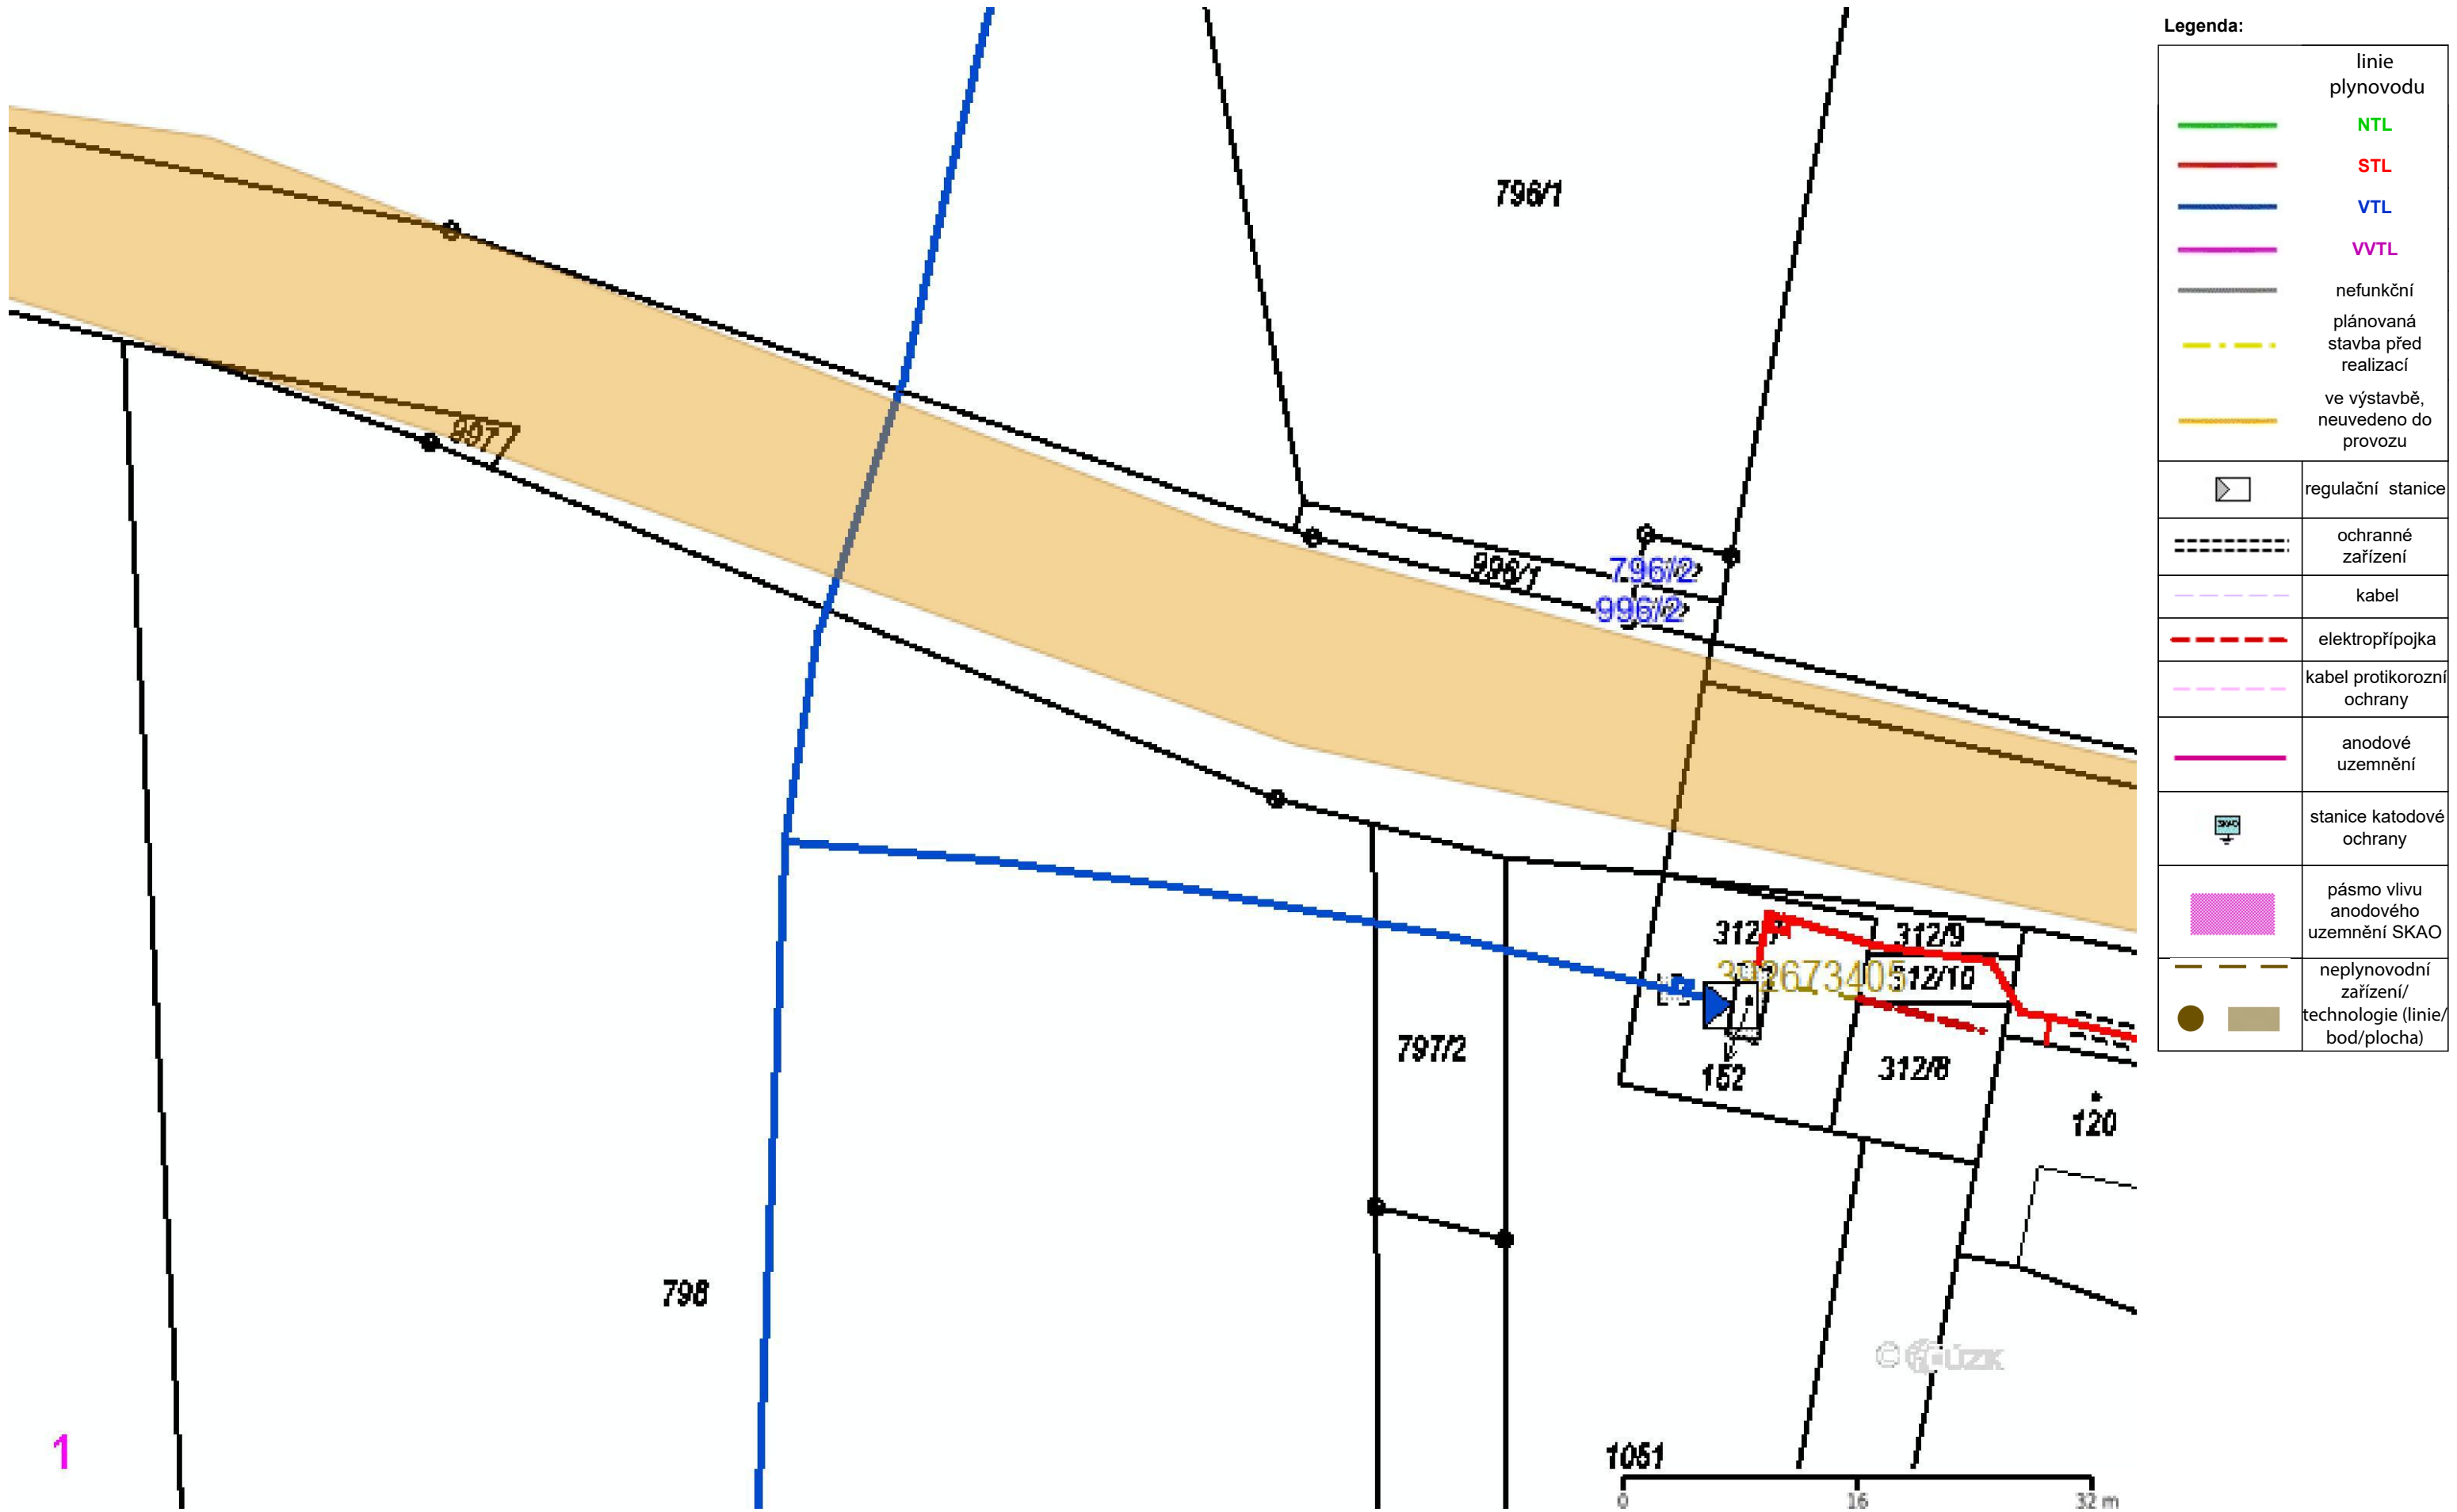 Legenda:
linie
plynovodu
NTL
STL
VTL
VVTL
nefunkční
plánovaná
stavba před
realizací
ve výstavbě,
neuvedeno do
provozu
regulační stanice
ochranné
zařízení
kabel
elektropřípojka
kabel protikorozní
ochrany
anodové
uzemnění
SKAO
stanice katodové
ochrany
pásmo vlivu
anodového
uzemnění SKAO
neplynovodní
zařízení/
technologie (linie/
bod/plocha)
796/1
996/1
796/2
996/2
312/9
312/10
797/2
152
312/8
120
798
1
1051
0 16 32 m